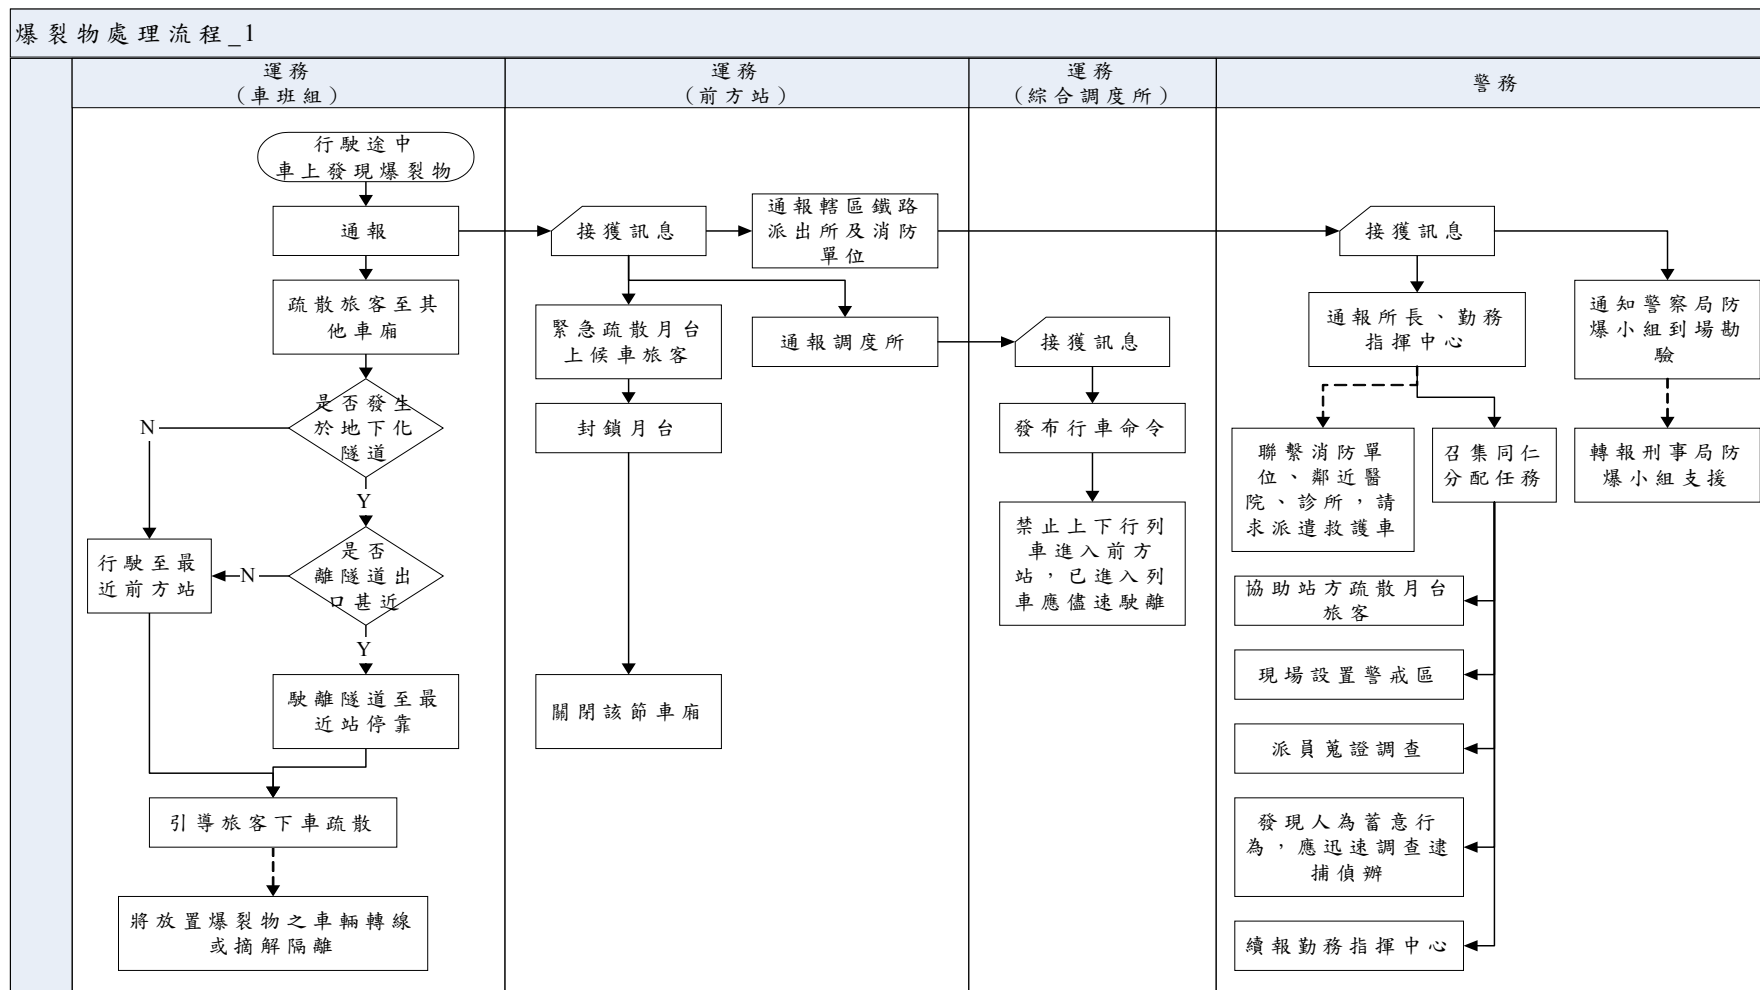 爆裂物處理流程_1
運務
（車班組）
運務
（前方站）
運務
（綜合調度所）
警務
行駛途中
車上發現爆裂物
通報
疏散旅客至其
他車廂
是否發生
於地下化
隧道
N
Y
行駛至最
近前方站
是否
離隧道出
口甚近
N
Y
駛離隧道至最
近站停靠
引導旅客下車疏散
將放置爆裂物之車輛轉線
或摘解隔離
接獲訊息
通報轄區鐵路
派出所及消防
單位
緊急疏散月台
上候車旅客
通報調度所
封鎖月台
關閉該節車廂
接獲訊息
發布行車命令
禁止上下行列
車進入前方
站，已進入列
車應儘速駛離
接獲訊息
通報所長、勤務
指揮中心
通知警察局防
爆小組到場勘
驗
聯繫消防單
位、鄰近醫
院、診所，請
求派遣救護車
召集同仁
分配任務
轉報刑事局防
爆小組支援
協助站方疏散月台
旅客
現場設置警戒區
派員蒐證調查
發現人為蓄意行
為，應迅速調查逮
捕偵辦
續報勤務指揮中心